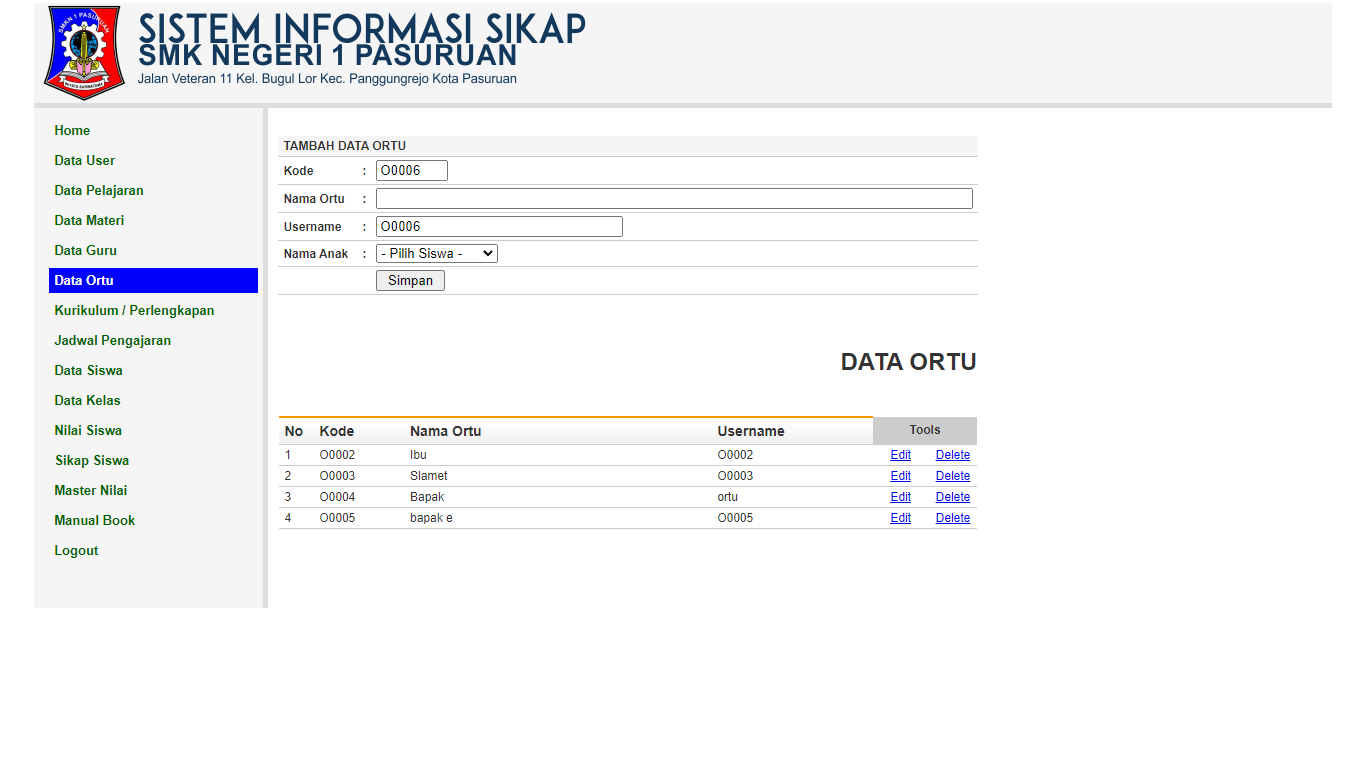 SMKN 1 PASURUAN
SISTEM INFORMASI SIKAP
SMK NEGERI 1 PASURUAN
Jalan Veteran 11 Kel. Bugul Lor Kec. Panggungrejo Kota Pasuruan
Home
Data User
Data Pelajaran
Data Materi
Data Guru
Data Ortu
Kurikulum / Perlengkapan
Jadwal Pengajaran
Data Siswa
Data Kelas
Nilai Siswa
Sikap Siswa
Master Nilai
Manual Book
Logout
TAMBAH DATA ORTU
Kode : O0006
Nama Ortu :
Username : O0006
Nama Anak : - Pilih Siswa -
Simpan
DATA ORTU
No Kode Nama Ortu Username Tools
1 O0002 Ibu O0002 Edit Delete
2 O0003 Slamet O0003 Edit Delete
3 O0004 Bapak ortu Edit Delete
4 O0005 bapak e O0005 Edit Delete